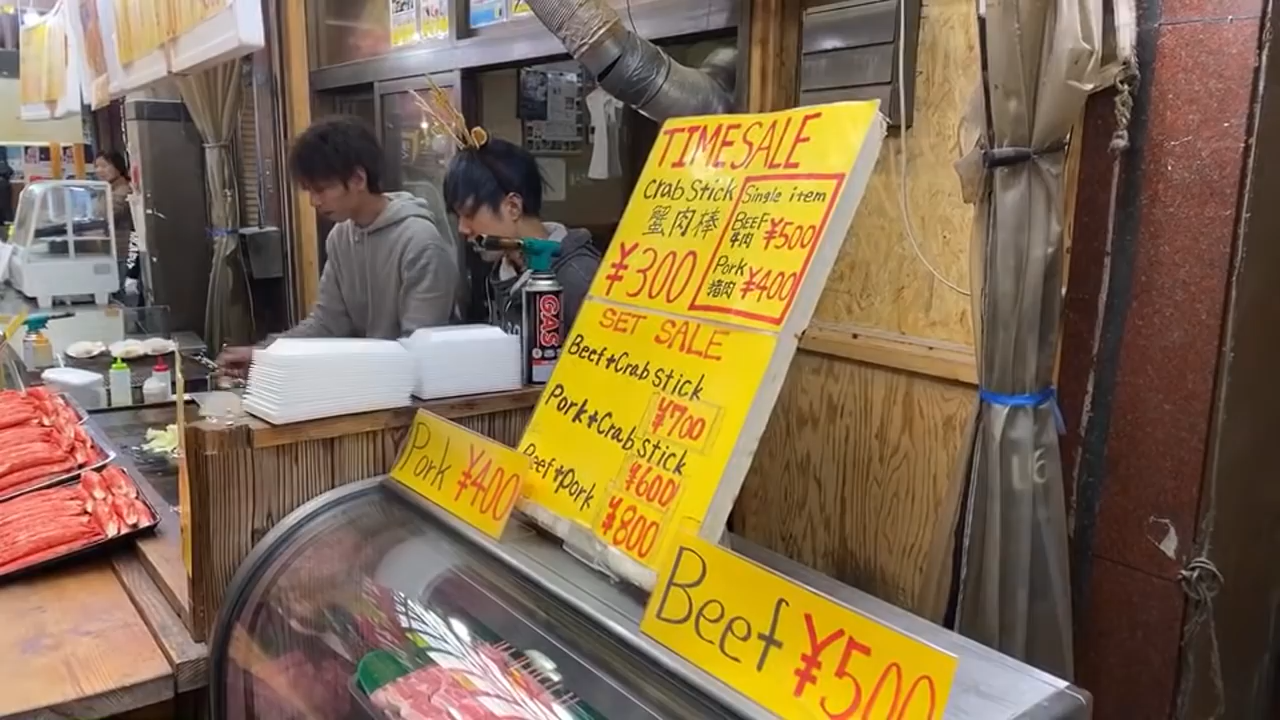 TIMESALE
Crab Stick
蟹肉棒
¥300
Single item
BEEF
牛肉
¥500
Pork
猪肉
¥400
SET SALE
Beef+Crab stick
¥700
Pork+Crab stick
¥600
Beef+pork
¥800
Pork ¥400
Beef ¥500
GAS